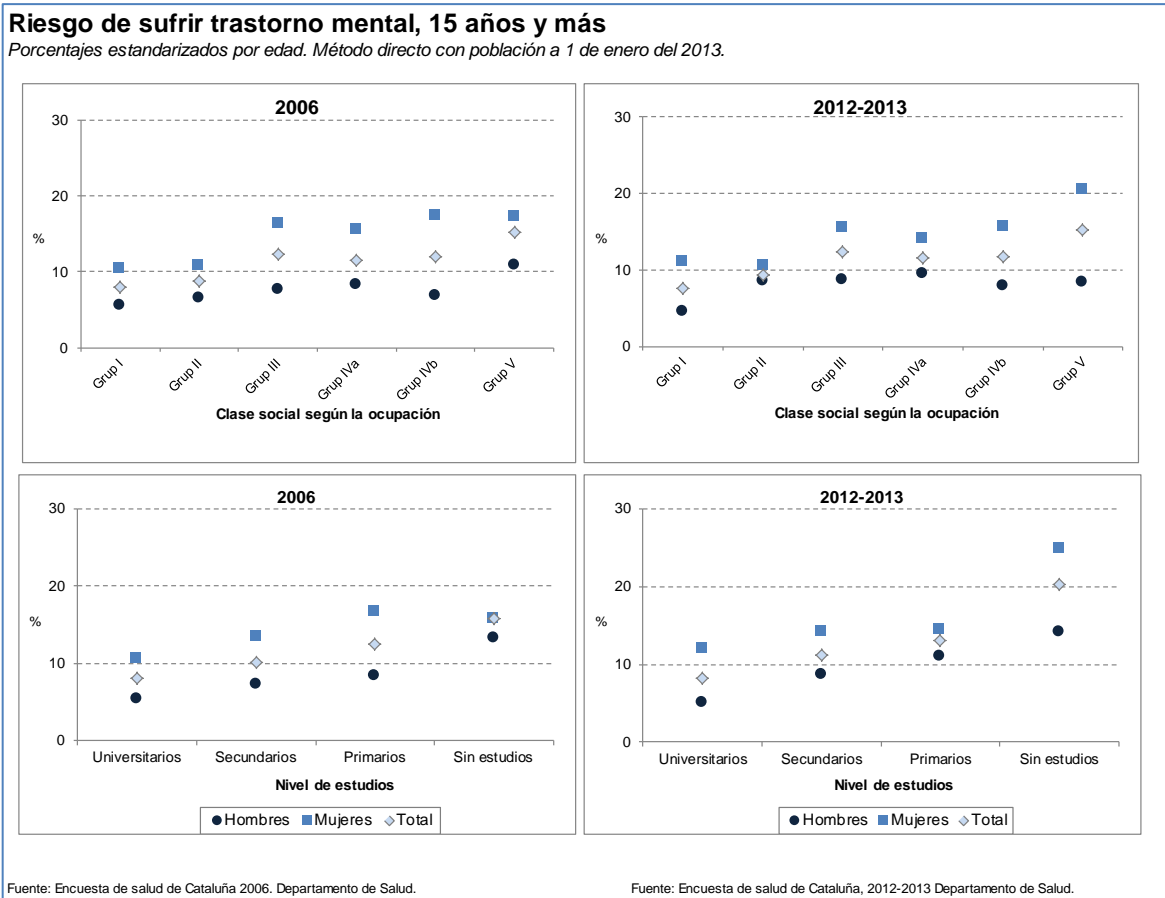 Riesgo de sufrir trastorno mental, 15 años y más
Porcentajes estandarizados por edad. Método directo con población a 1 de enero del 2013.
2006
30
20
%
10
0
Grup I
Grup II
Grup III
Grup IVa
Grup IVb
Grup V
Clase social según la ocupación
2012-2013
30
20
%
10
0
Grup I
Grup II
Grup III
Grup IVa
Grup IVb
Grup V
Clase social según la ocupación
2006
30
20
%
10
0
Universitarios Secundarios Primarios Sin estudios
Nivel de estudios
Hombres Mujeres Total
2012-2013
30
20
%
10
0
Universitarios Secundarios Primarios Sin estudios
Nivel de estudios
Hombres Mujeres Total
Fuente: Encuesta de salud de Cataluña 2006. Departamento de Salud.
Fuente: Encuesta de salud de Cataluña, 2012-2013 Departamento de Salud.